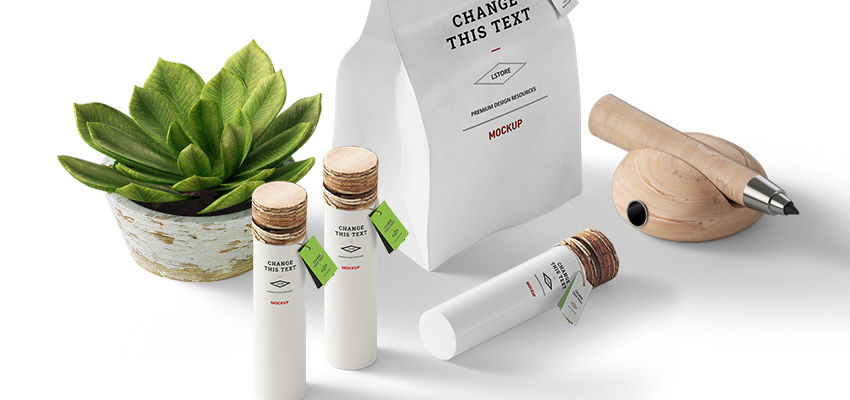 CHANGE
THIS TEXT
LSTORE
PREMIUM DESIGN RESOURCES
MOCKUP
CHANGE
THIS TEXT
MOCKUP
CHANGE
THIS TEXT
MOCKUP
CHANGE
THIS TEXT
MOCKUP